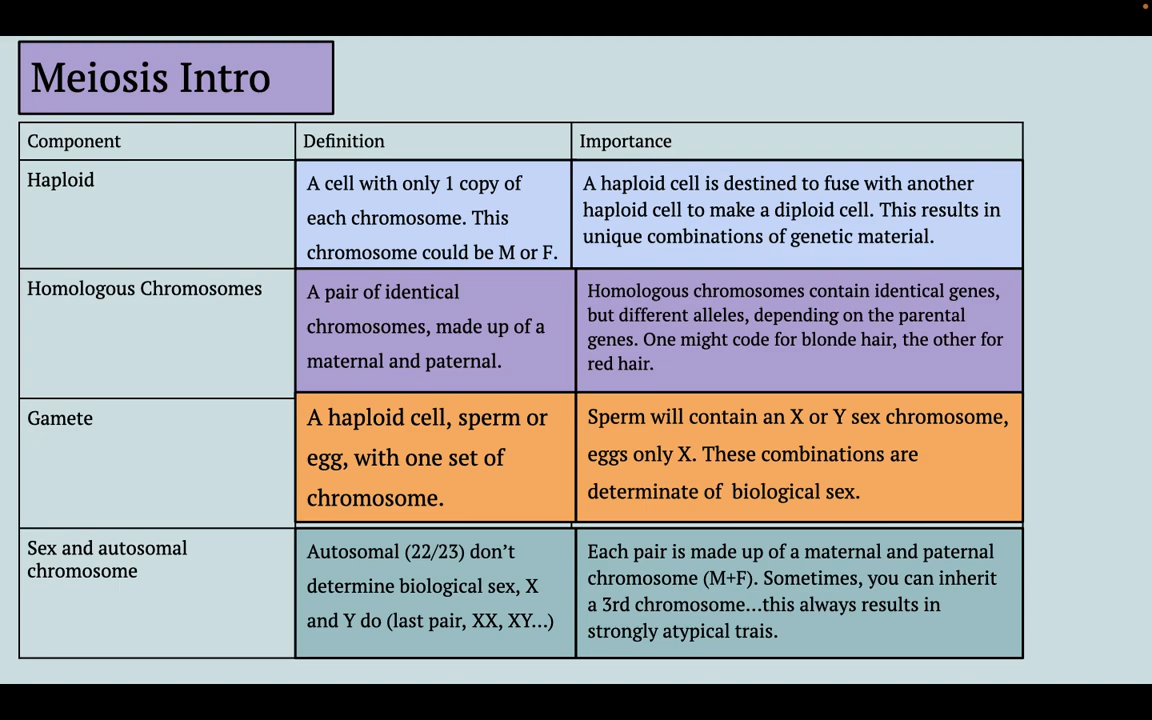 Meiosis Intro
Component
Definition
Importance
Haploid
A cell with only 1 copy of
each chromosome. This
chromosome could be M or F.
A haploid cell is destined to fuse with another
haploid cell to make a diploid cell. This results in
unique combinations of genetic material.
Homologous Chromosomes
A pair of identical
chromosomes, made up of a
maternal and paternal.
Homologous chromosomes contain identical genes,
but different alleles, depending on the parental
genes. One might code for blonde hair, the other for
red hair.
Gamete
A haploid cell, sperm or
egg, with one set of
chromosome.
Sperm will contain an X or Y sex chromosome,
eggs only X. These combinations are
determinate of biological sex.
Sex and autosomal
chromosome
Autosomal (22/23) don’t
determine biological sex, X
and Y do (last pair, XX, XY…)
Each pair is made up of a maternal and paternal
chromosome (M+F). Sometimes, you can inherit
a 3rd chromosome…this always results in
strongly atypical trais.